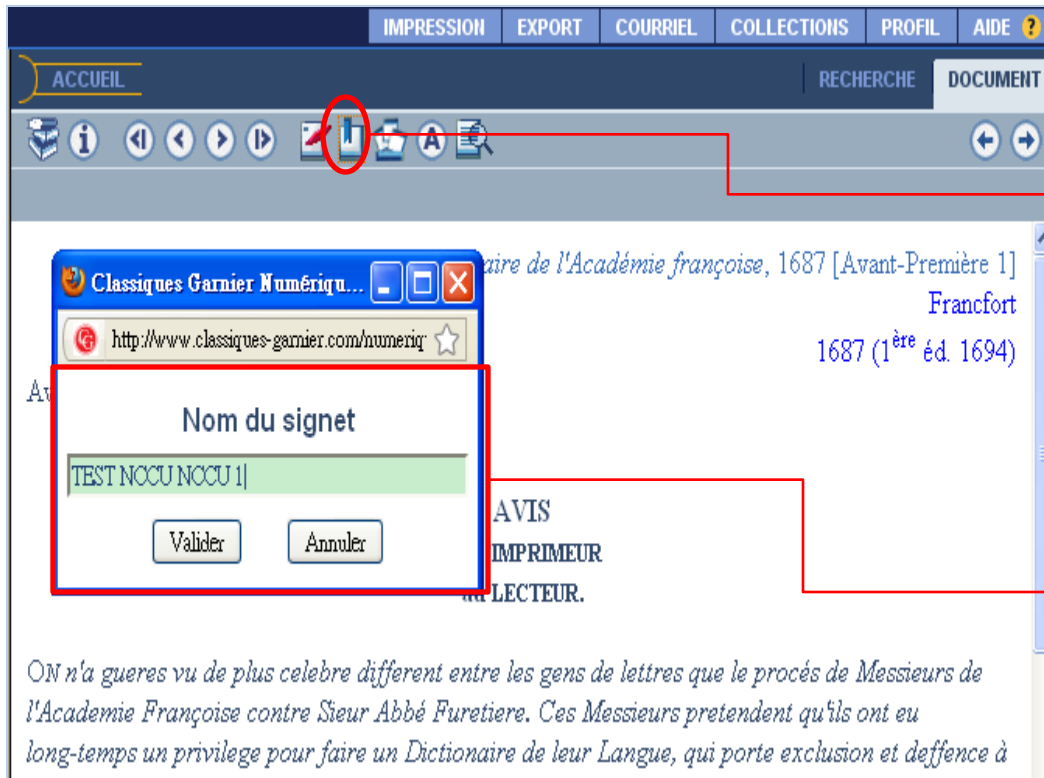 IMPRESSION EXPORT COURRIEL COLLECTIONS PROFIL AIDE ?
ACCUEIL RECHERCHE DOCUMENT
i A
Classiques Garnier Numériqu...
http://www.classiques-garnier.com/numeriq
aire de l'Académie françoise, 1687 [Avant-Première 1]
Francfort
1687 (1ère éd. 1694)
Av
Nom du signet
TEST NCCU NCCU 1
Valider Annuler
AVIS
IMPRIMEUR
au LECTEUR.
ON n'a gueres vu de plus celebre different entre les gens de lettres que le procés de Messieurs de
l'Academie Françoise contre Sieur Abbé Furetiere. Ces Messieurs pretendent qu'ils ont eu
long-temps un privilege pour faire un Dictionaire de leur Langue, qui porte exclusion et deffence à